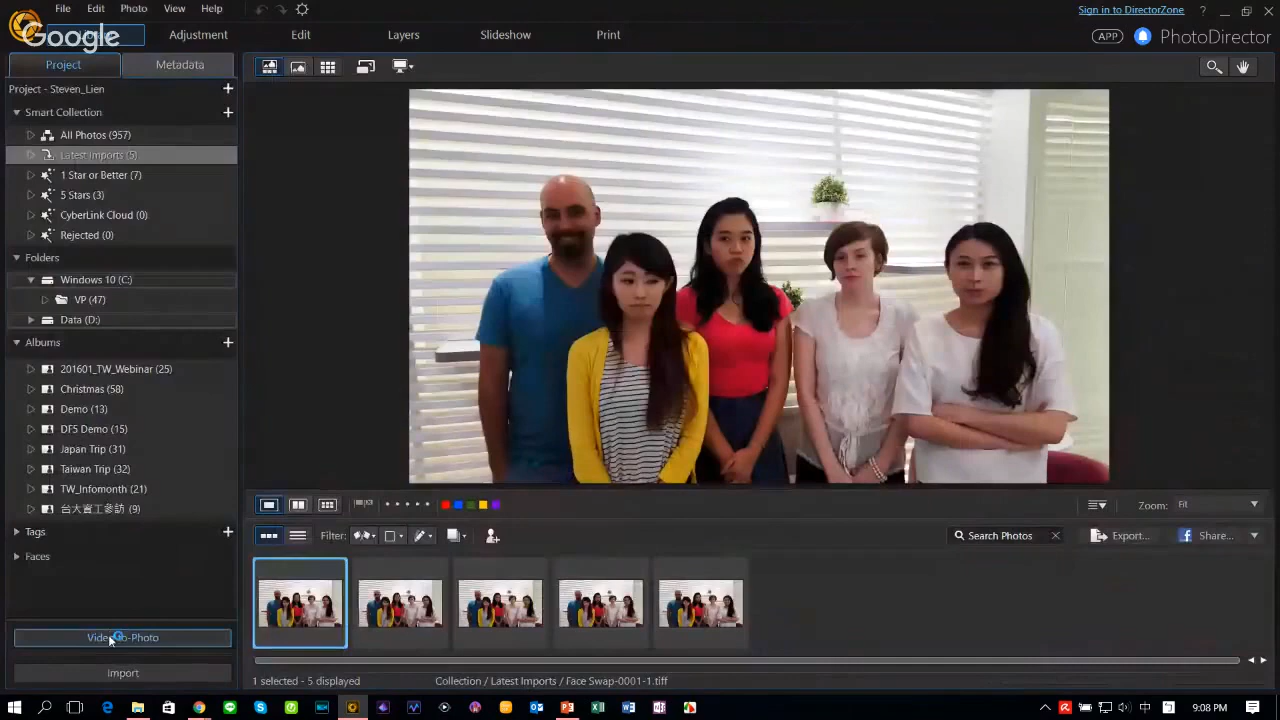 File Edit Photo View Help
Sign in to DirectorZone
Google
Adjustment Edit Layers Slideshow Print
APP PhotoDirector
Project Metadata
Project - Steven_Lien
Smart Collection
All Photos (957)
Latest Imports (5)
1 Star or Better (7)
5 Stars (3)
CyberLink Cloud (0)
Rejected (0)
Folders
Windows 10 (C:)
VP (47)
Data (D:)
Albums
201601_TW_Webinar (25)
Christmas (58)
Demo (13)
DF5 Demo (15)
Japan Trip (31)
Taiwan Trip (32)
TW_Infomonth (21)
台大資工參訪 (9)
Tags
Faces
Zoom: Fit
Filter:
Search Photos
Export...
Share...
Video-to-Photo
Import
1 selected - 5 displayed
Collection / Latest Imports / Face Swap-0001-1.tiff
9:08 PM